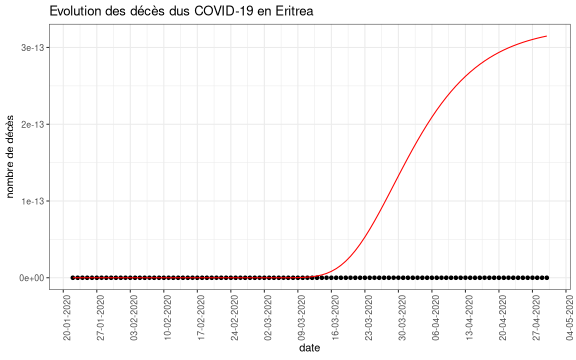 Evolution des décès dus COVID-19 en Eritrea
nombre de décès
3e-13
2e-13
1e-13
0e+00
20-01-2020
27-01-2020
03-02-2020
10-02-2020
17-02-2020
24-02-2020
02-03-2020
09-03-2020
16-03-2020
23-03-2020
30-03-2020
06-04-2020
13-04-2020
20-04-2020
27-04-2020
04-05-2020
date